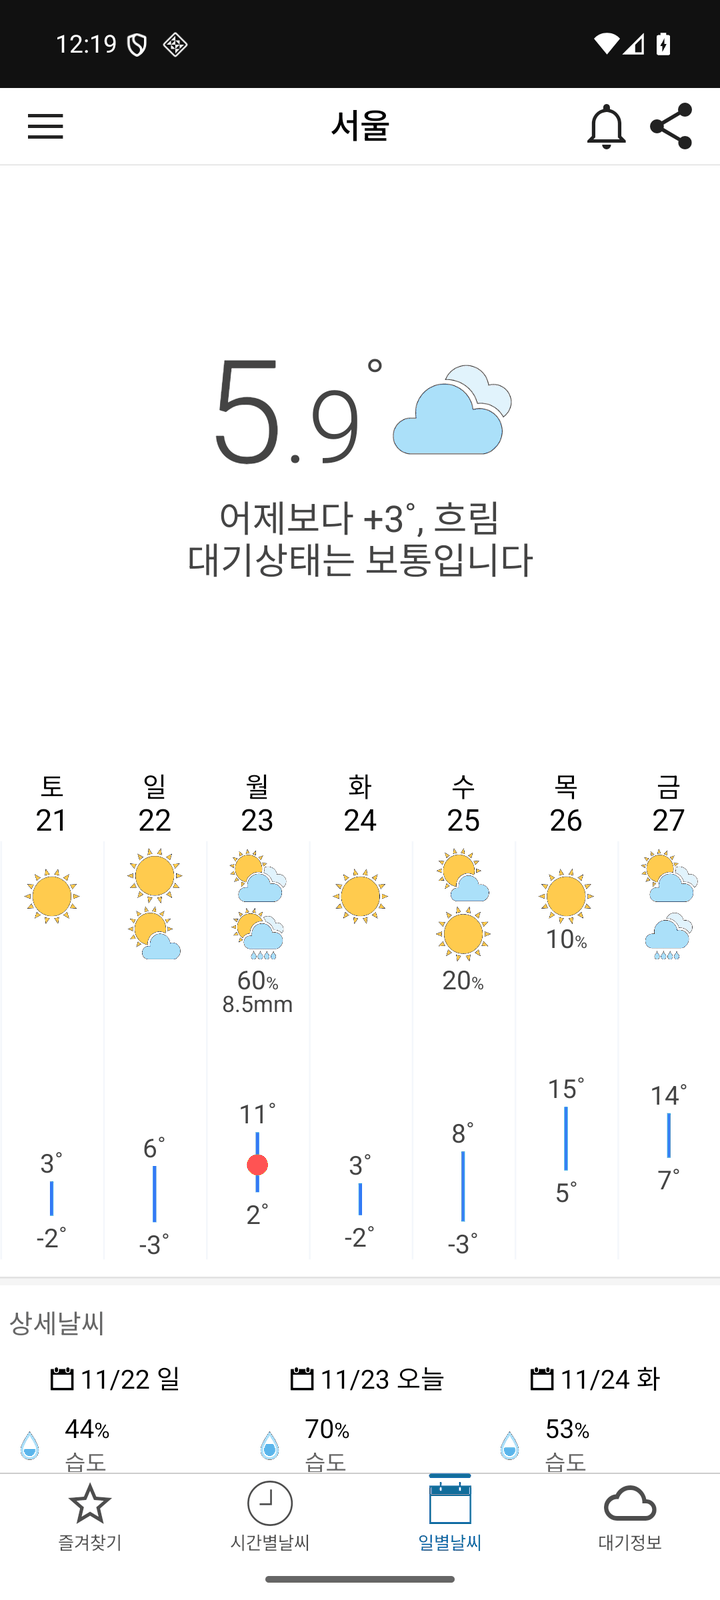 12:19
서울
5.9°
어제보다 +3°, 흐림
대기상태는 보통입니다
토 일 월 화 수 목 금
21 22 23 24 25 26 27
10%
60% 20%
8.5mm
15°
14°
11°
8°
6°
3° 3°
7°
5°
2°
-2° -2°
-3° -3°
상세날씨
11/22 일 11/23 오늘 11/24 화
44% 70% 53%
습도 습도 습도
즐겨찾기 시간별날씨 일별날씨 대기정보